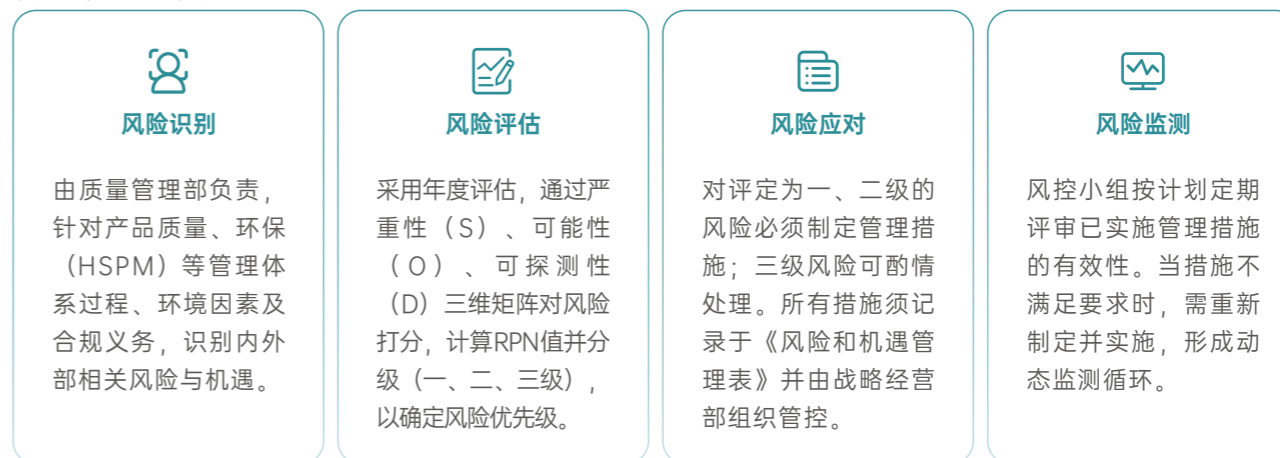 风险识别
由质量管理部负责，
针对产品质量、环保
（HSPM）等管理体
系过程、环境因素及
合规义务，识别内外
部相关风险与机遇。
风险评估
采用年度评估，通过严
重性（S）、可能性
（O）、可探测性
（D）三维矩阵对风险
打分，计算RPN值并分
级（一、二、三级），
以确定风险优先级。
风险应对
对评定为一、二级的
风险必须制定管理措
施；三级风险可酌情
处理。所有措施须记
录于《风险和机遇管
理表》并由战略经营
部组织管控。
风险监测
风控小组按计划定期
评审已实施管理措施
的有效性。当措施不
满足要求时，需重新
制定并实施，形成动
态监测循环。